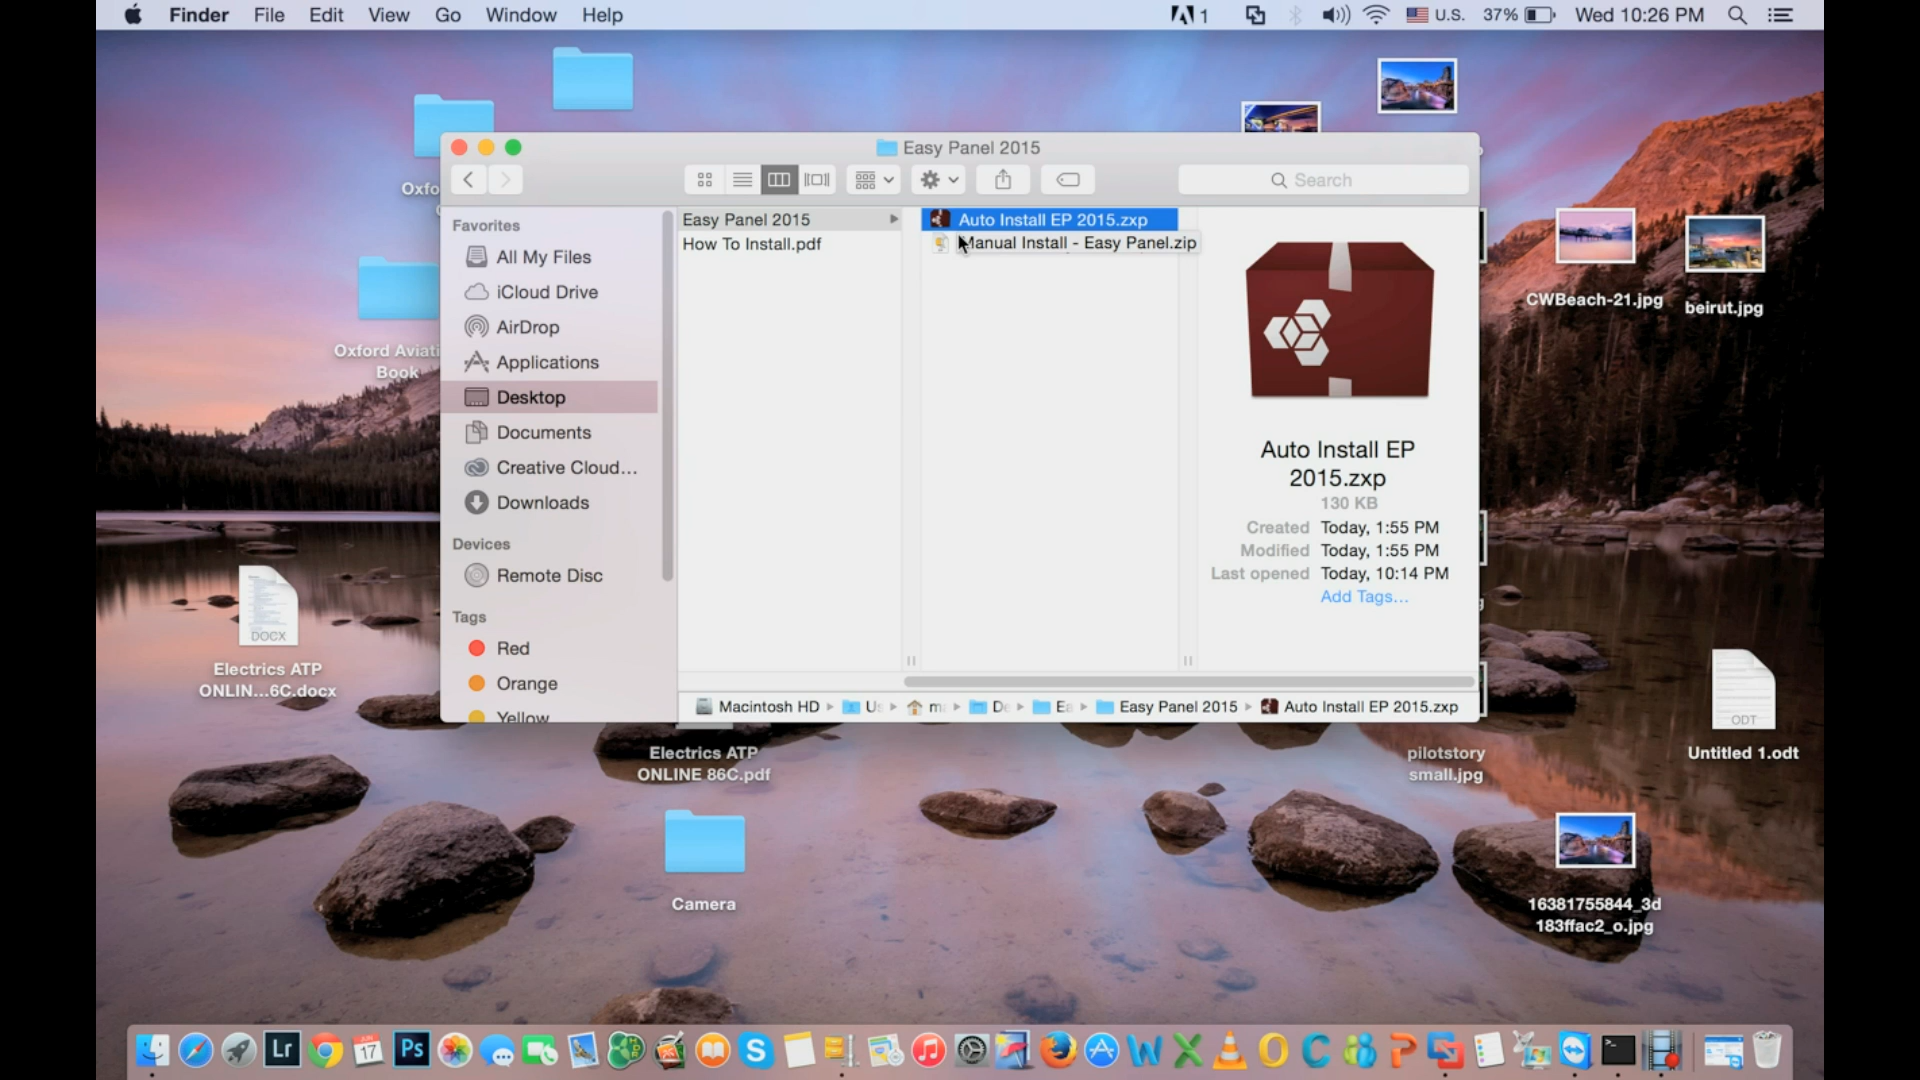 Finder File Edit View Go Window Help
1 U.S. 37% Wed 10:26 PM
Easy Panel 2015
Search
Favorites
All My Files
iCloud Drive
AirDrop
Applications
Desktop
Documents
Creative Cloud...
Downloads
Devices
Remote Disc
Tags
Red
Orange
Yellow
Easy Panel 2015
How To Install.pdf
Auto Install EP 2015.zxp
Manual Install - Easy Panel.zip
Auto Install EP
2015.zxp
130 KB
Created Today, 1:55 PM
Modified Today, 1:55 PM
Last opened Today, 10:14 PM
Add Tags...
Macintosh HD Us m De Ea Easy Panel 2015 Auto Install EP 2015.zxp
Oxfo
Oxford Aviati
Book
DOCX
Electrics ATP
ONLIN...6C.docx
Electrics ATP
ONLINE 86C.pdf
Camera
CWBeach-21.jpg
beirut.jpg
pilotstory
small.jpg
ODT
Untitled 1.odt
16381755844_3d
183ffac2_o.jpg
Lr
17
Ps